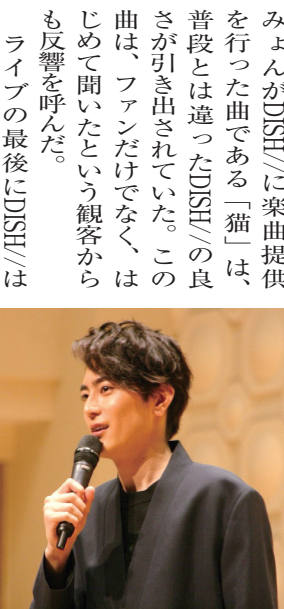 みょんがDISH//に楽曲提供
を行った曲である「猫」は、
普段とは違ったDISH//の良
さが引き出されていた。この
曲は、ファンだけでなく、は
じめて聞いたという観客から
も反響を呼んだ。
ライブの最後にDISH//は